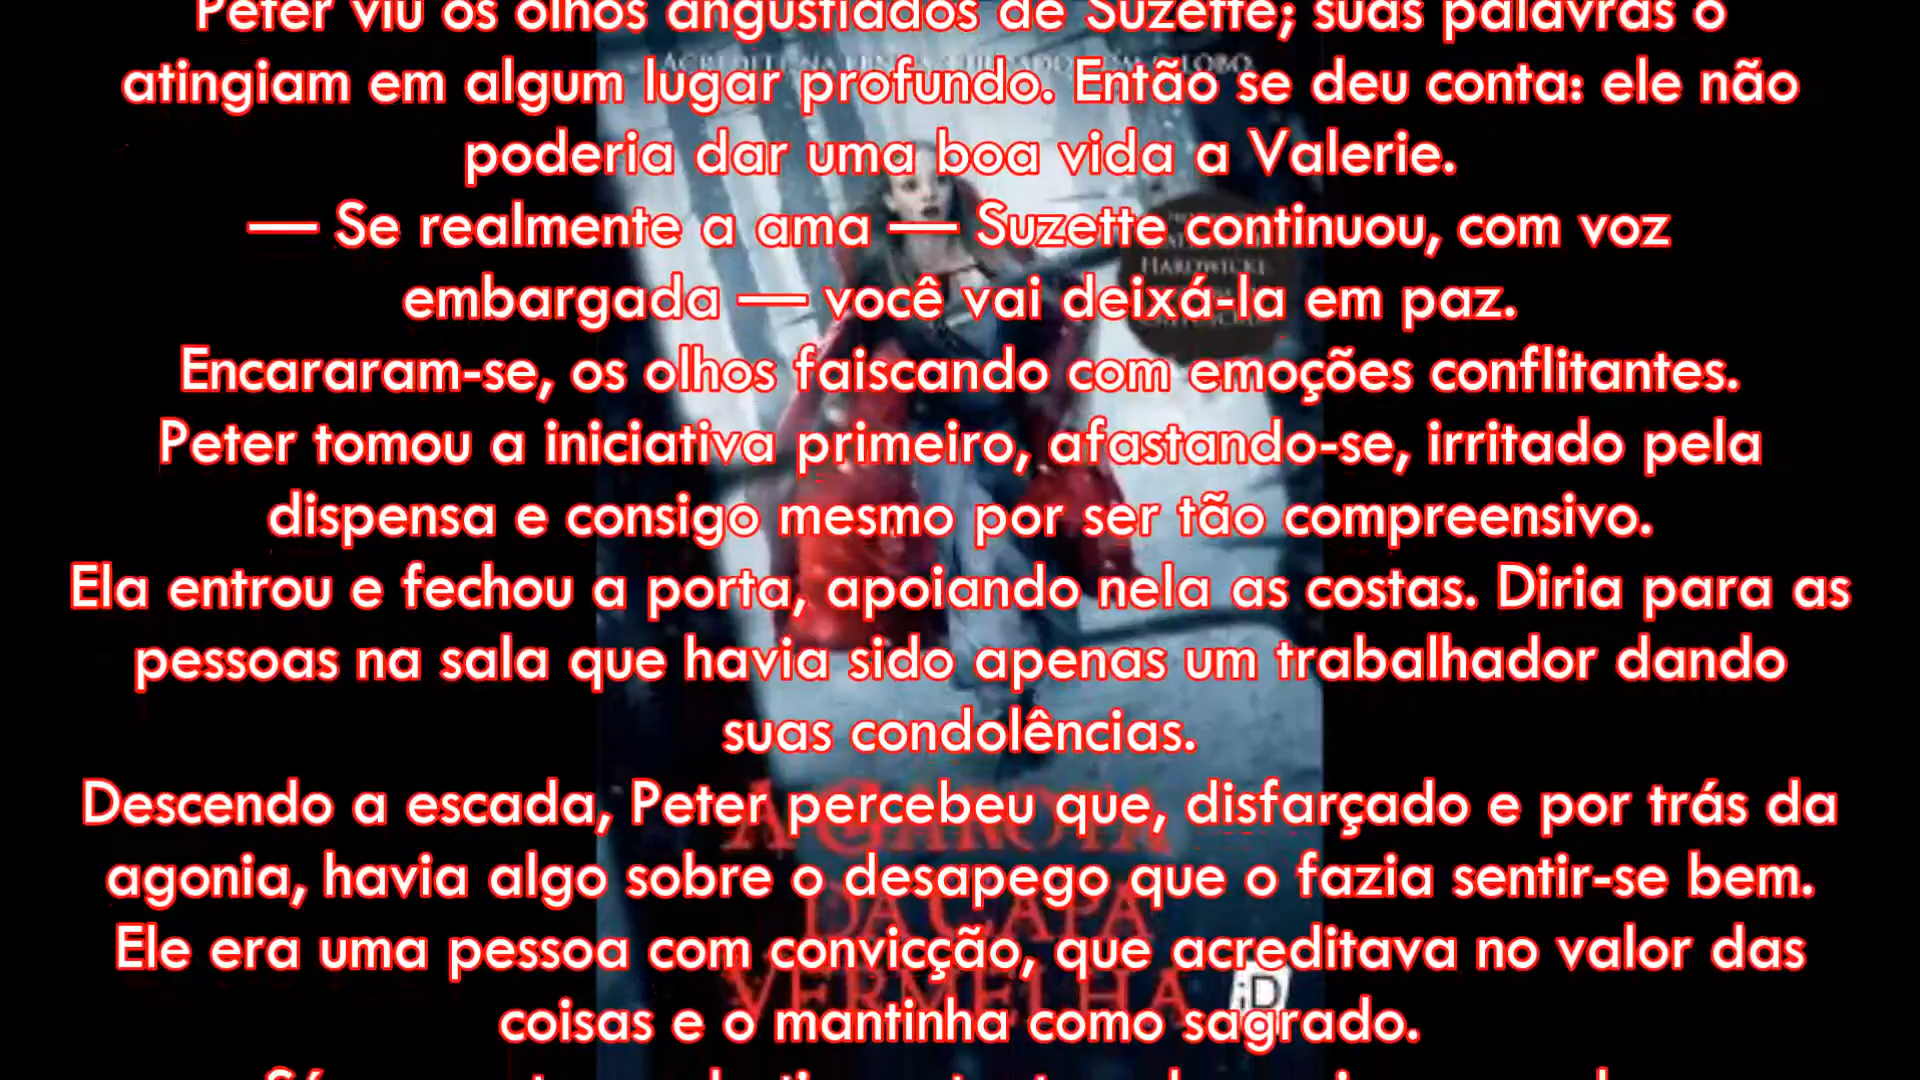 Peter viu os olhos angustiados de Suzette; suas palavras o
atingiam em algum lugar profundo. Então se deu conta: ele não
poderia dar uma boa vida a Valerie.
— Se realmente a ama — Suzette continuou, com voz
embargada — você vai deixá-la em paz.
Encararam-se, os olhos faiscando com emoções conflitantes.
Peter tomou a iniciativa primeiro, afastando-se, irritado pela
dispensa e consigo mesmo por ser tão compreensivo.
Ela entrou e fechou a porta, apoiando nela as costas. Diria para as
pessoas na sala que havia sido apenas um trabalhador dando
suas condolências.
Descendo a escada, Peter percebeu que, disfarçado e por trás da
agonia, havia algo sobre o desapego que o fazia sentir-se bem.
Ele era uma pessoa com convicção, que acreditava no valor das
coisas e o mantinha como sagrado.
HARDWICKE
A GAROTA
DA CAPA
VERMELHA
iD